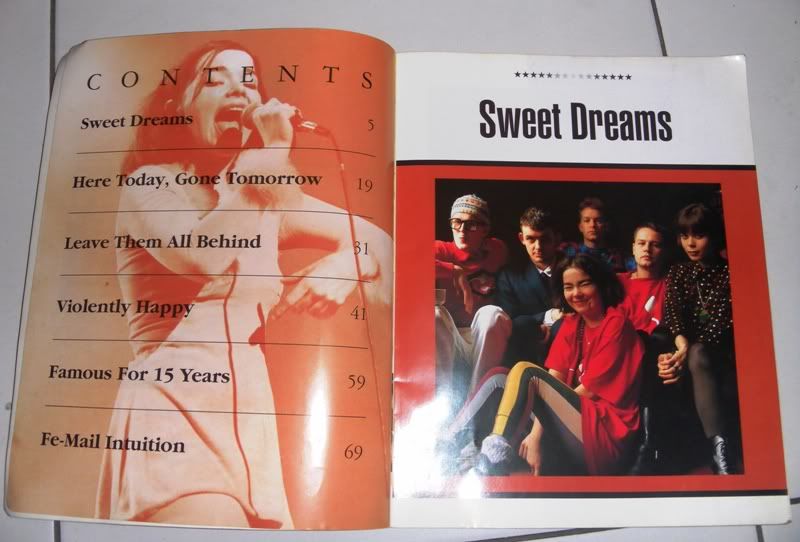 CONTENTS
Sweet Dreams 5
Here Today, Gone Tomorrow 19
Leave Them All Behind 31
Violently Happy 41
Famous For 15 Years 59
Fe-Mail Intuition 69
Sweet Dreams